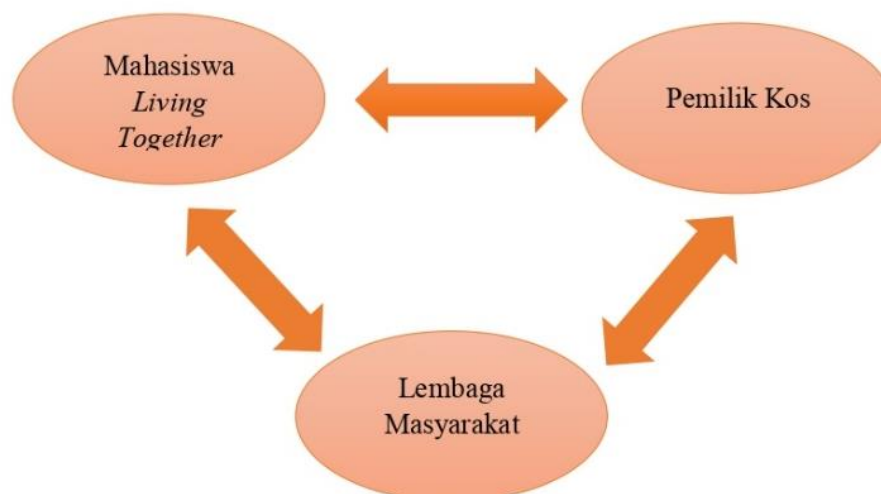 Mahasiswa
Living
Together
Pemilik Kos
Lembaga
Masyarakat